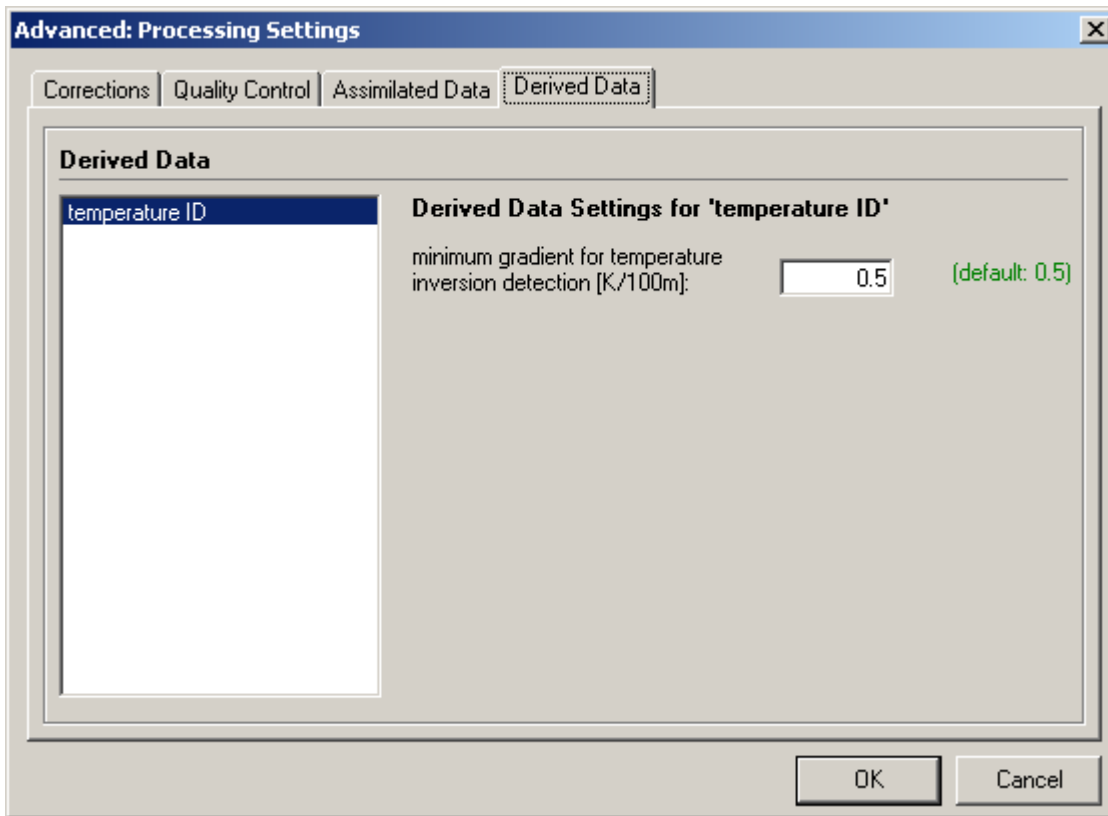 Advanced: Processing Settings
Corrections Quality Control Assimilated Data Derived Data
Derived Data
temperature ID
Derived Data Settings for 'temperature ID'
minimum gradient for temperature
inversion detection [K/100m]:
0.5
(default: 0.5)
OK Cancel